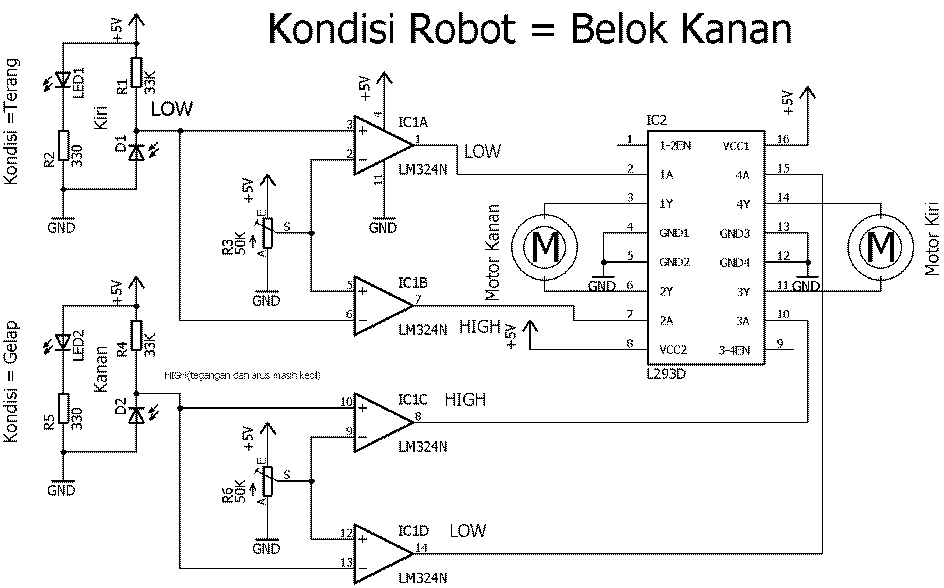 Kondisi Robot = Belok Kanan
Kondisi =Terang
+5V
LED1
R2
330
R1
33K
Kiri
D1
GND
LOW
+5V
R3
50K
E
S
A
GND
+5V
3
2
4
11
1
IC1A
LM324N
GND
LOW
5
6
7
IC1B
LM324N
HIGH
Kondisi = Gelap
+5V
LED2
R5
330
R4
33K
Kanan
D2
GND
HIGH(tegangan dan arus masih kecil)
+5V
R6
50K
E
S
A
GND
10
9
8
IC1C
LM324N
HIGH
12
13
14
IC1D
LM324N
LOW
Motor Kanan
M
IC2
1 1-2EN VCC1 16
2 1A 4A 15
3 1Y 4Y 14
4 GND1 GND3 13
5 GND2 GND4 12
6 2Y 3Y 11
7 2A 3A 10
8 VCC2 3-4EN 9
L293D
GND
GND
+5V
+5V
M
Motor Kiri